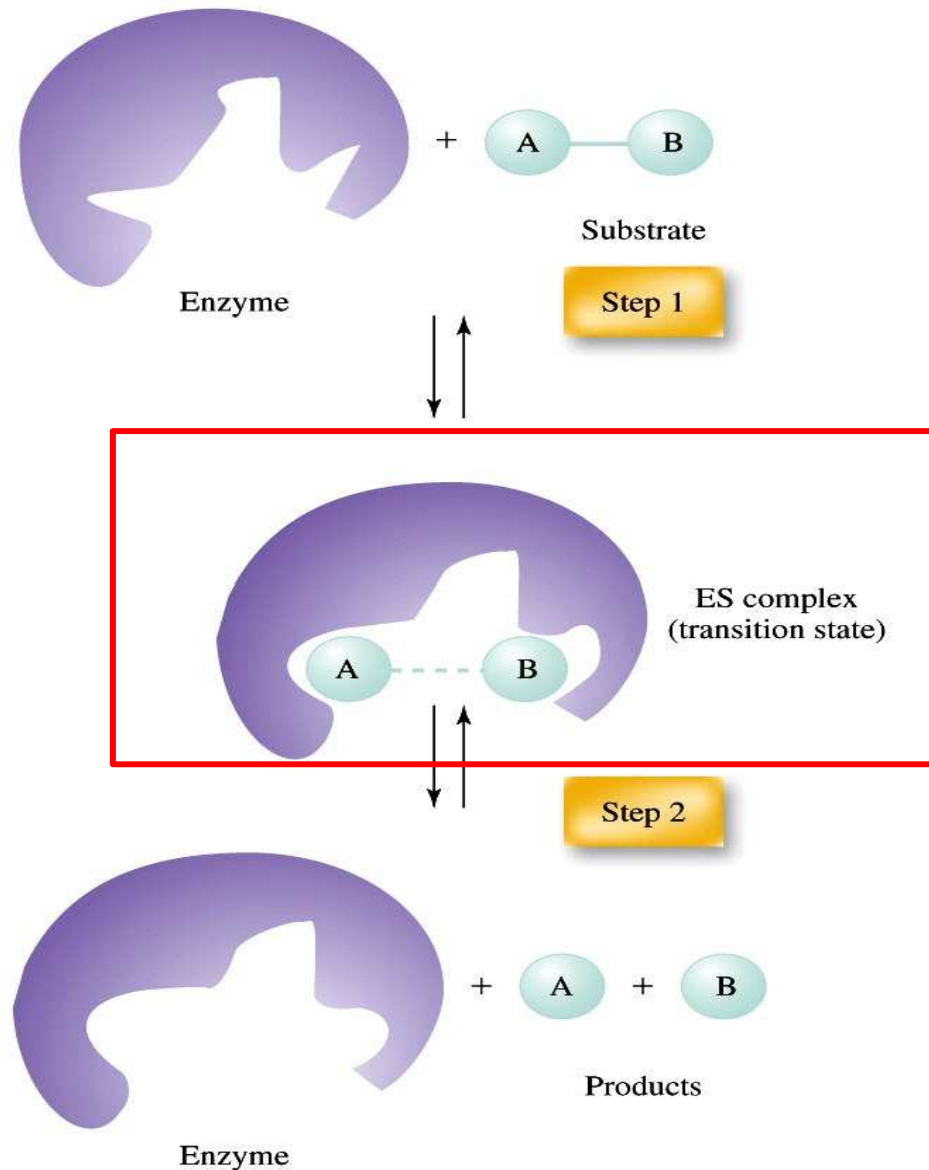 + A B
Substrate
Enzyme
Step 1
ES complex
(transition state)
A B
Step 2
+ A + B
Products
Enzyme